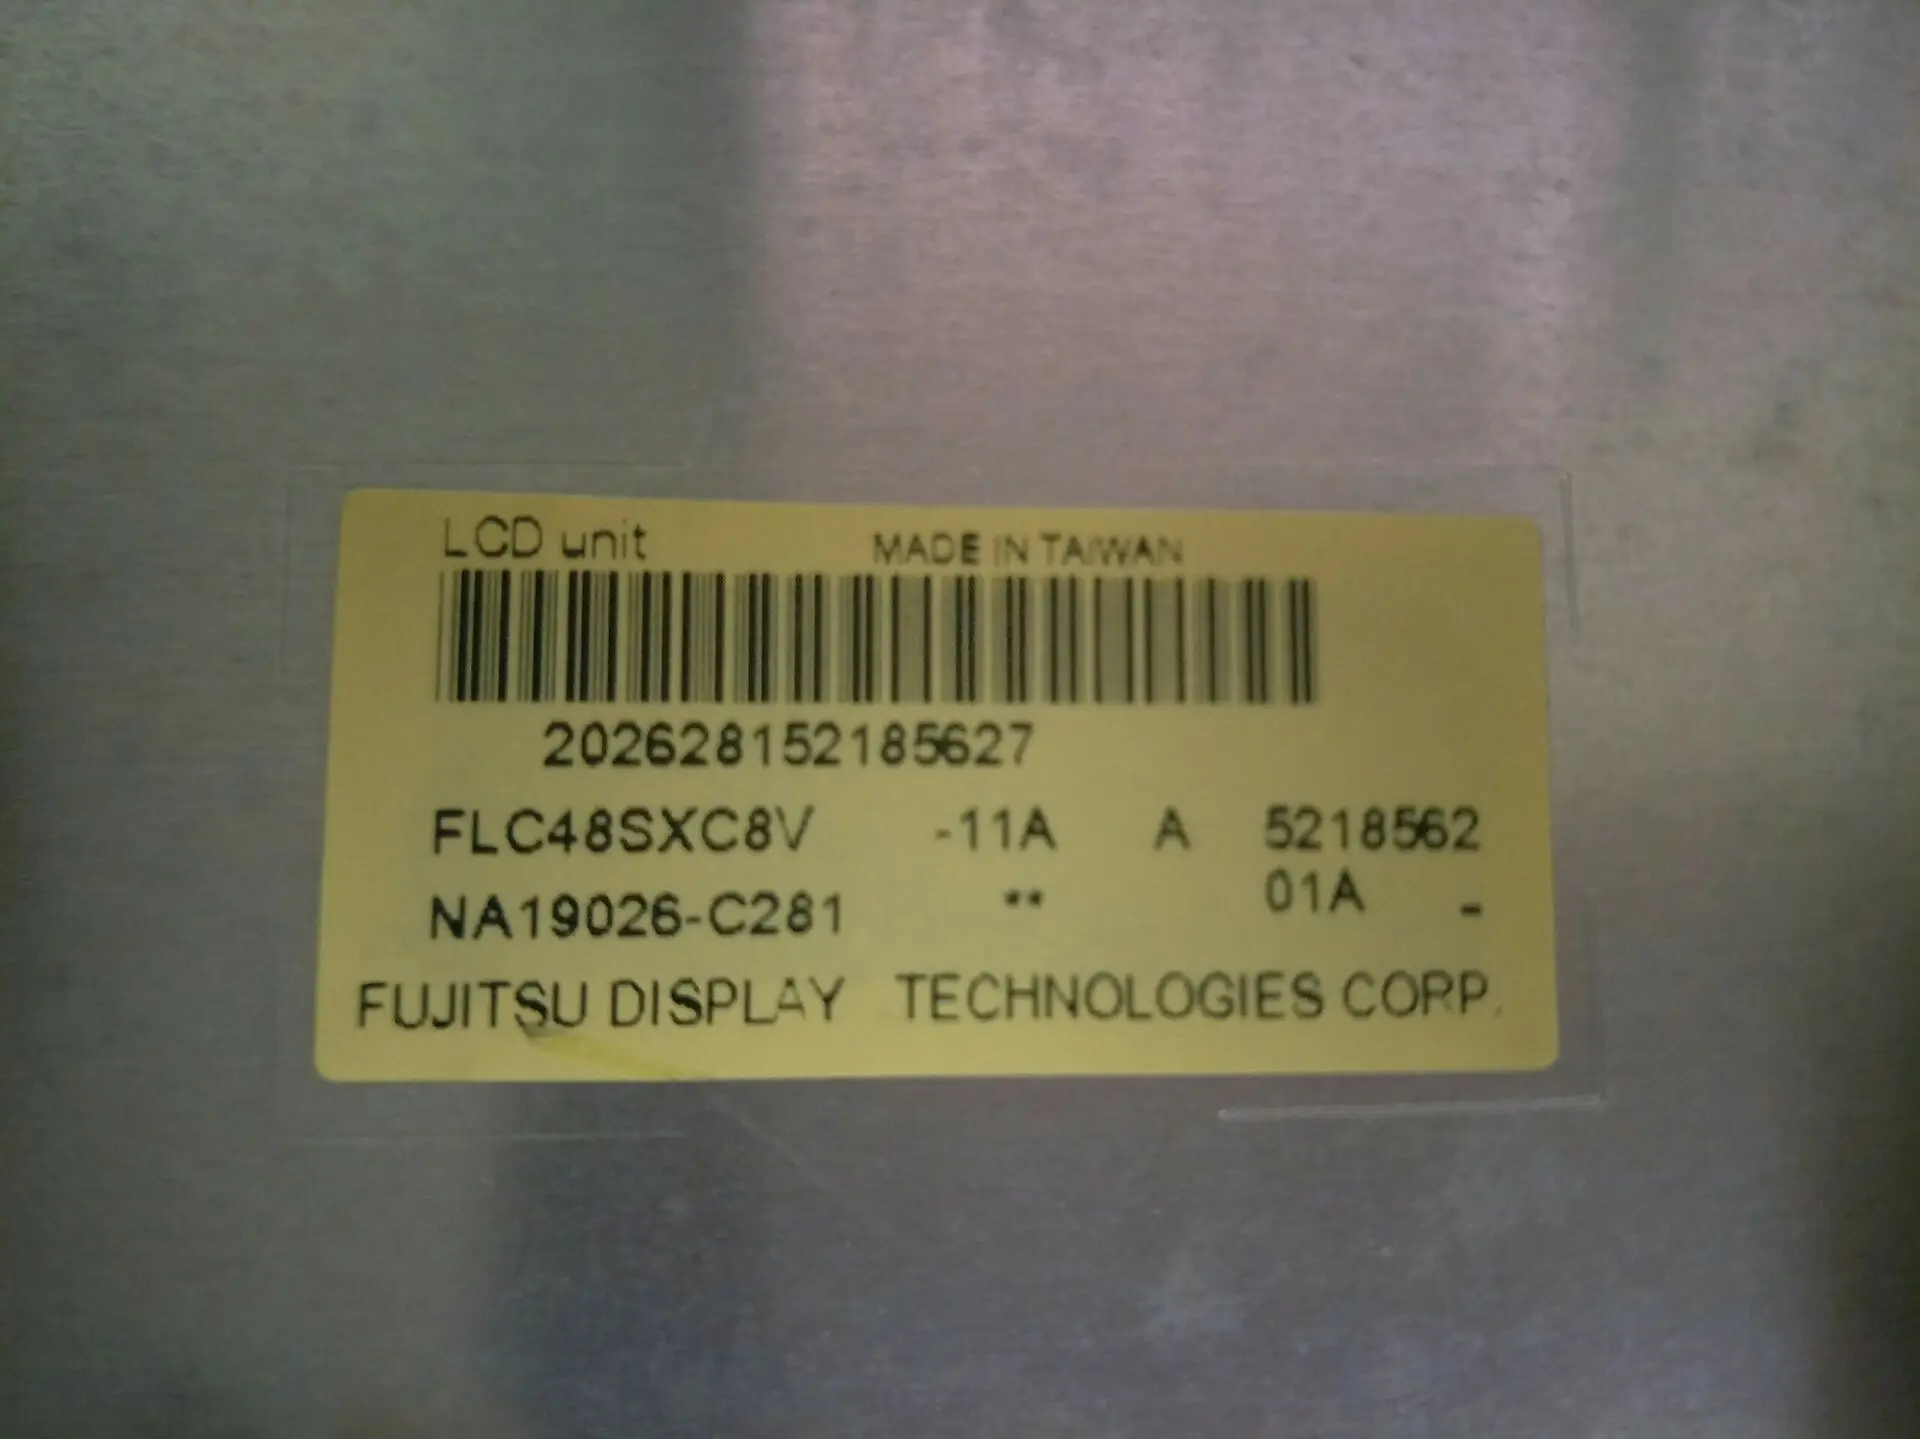 LCD unit MADE IN TAIWAN
202628152185627
FLC48SXC8V -11A A 5218562
NA19026-C281 ** 01A -
FUJITSU DISPLAY TECHNOLOGIES CORP.